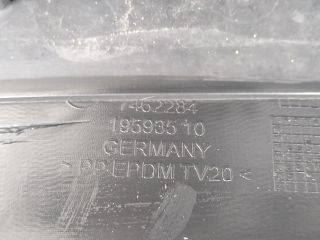 7462284
195935 10
GERMANY
>PP-EPDM TV20<